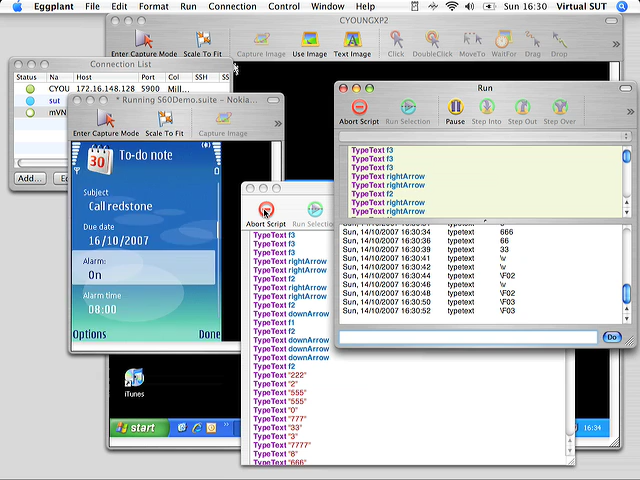 Eggplant File Edit Format Run Connection Control Window Help Sun 16:30 Virtual SUT
CYOUNGXP2
Enter Capture Mode Scale To Fit Capture Image Use Image Text Image Click DoubleClick MoveTo WaitFor Drag Drop
Connection List
Status Na Host Port Col SSH SS
CYOU 172.16.148.128 5900 Mill...
sut
mVN
Add...
* Running S60Demo.suite – Nokia...
Enter Capture Mode Scale To Fit Capture Image
30
To-do note
Subject
Call redstone
Due date
16/10/2007
Alarm:
On
Alarm time
08:00
Options Done
Run
Abort Script Run Selection Pause Step Into Step Out Step Over
TypeText f3
TypeText f3
TypeText f3
TypeText rightArrow
TypeText rightArrow
TypeText f2
TypeText rightArrow
TypeText rightArrow
Sun, 14/10/2007 16:30:34 typetext 666
Sun, 14/10/2007 16:30:36 typetext 66
Sun, 14/10/2007 16:30:39 typetext 33
Sun, 14/10/2007 16:30:41 typetext \v
Sun, 14/10/2007 16:30:42 typetext \v
Sun, 14/10/2007 16:30:44 typetext \F02
Sun, 14/10/2007 16:30:46 typetext \v
Sun, 14/10/2007 16:30:48 typetext \F02
Sun, 14/10/2007 16:30:50 typetext \F03
Sun, 14/10/2007 16:30:52 typetext \F03
Do
Abort Script Run Selectio
TypeText f3
TypeText f3
TypeText f3
TypeText rightArrow
TypeText rightArrow
TypeText f2
TypeText rightArrow
TypeText rightArrow
TypeText f2
TypeText downArrow
TypeText f1
TypeText f2
TypeText downArrow
TypeText downArrow
TypeText downArrow
TypeText f2
TypeText "222"
TypeText "2"
TypeText "555"
TypeText "555"
TypeText "0"
TypeText "777"
TypeText "33"
TypeText "3"
TypeText "7777"
TypeText "8"
TypeText "666"
iTunes
start
16:34